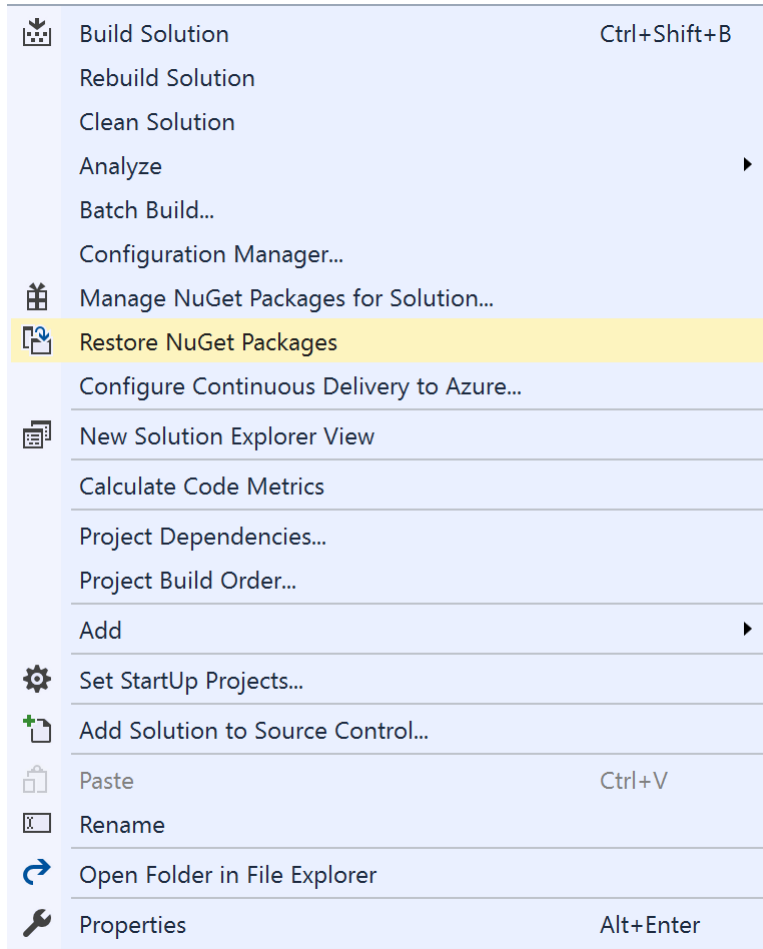 Build Solution Ctrl+Shift+B
Rebuild Solution
Clean Solution
Analyze
Batch Build...
Configuration Manager...
Manage NuGet Packages for Solution...
Restore NuGet Packages
Configure Continuous Delivery to Azure...
New Solution Explorer View
Calculate Code Metrics
Project Dependencies...
Project Build Order...
Add
Set StartUp Projects...
Add Solution to Source Control...
Paste Ctrl+V
Rename
Open Folder in File Explorer
Properties Alt+Enter